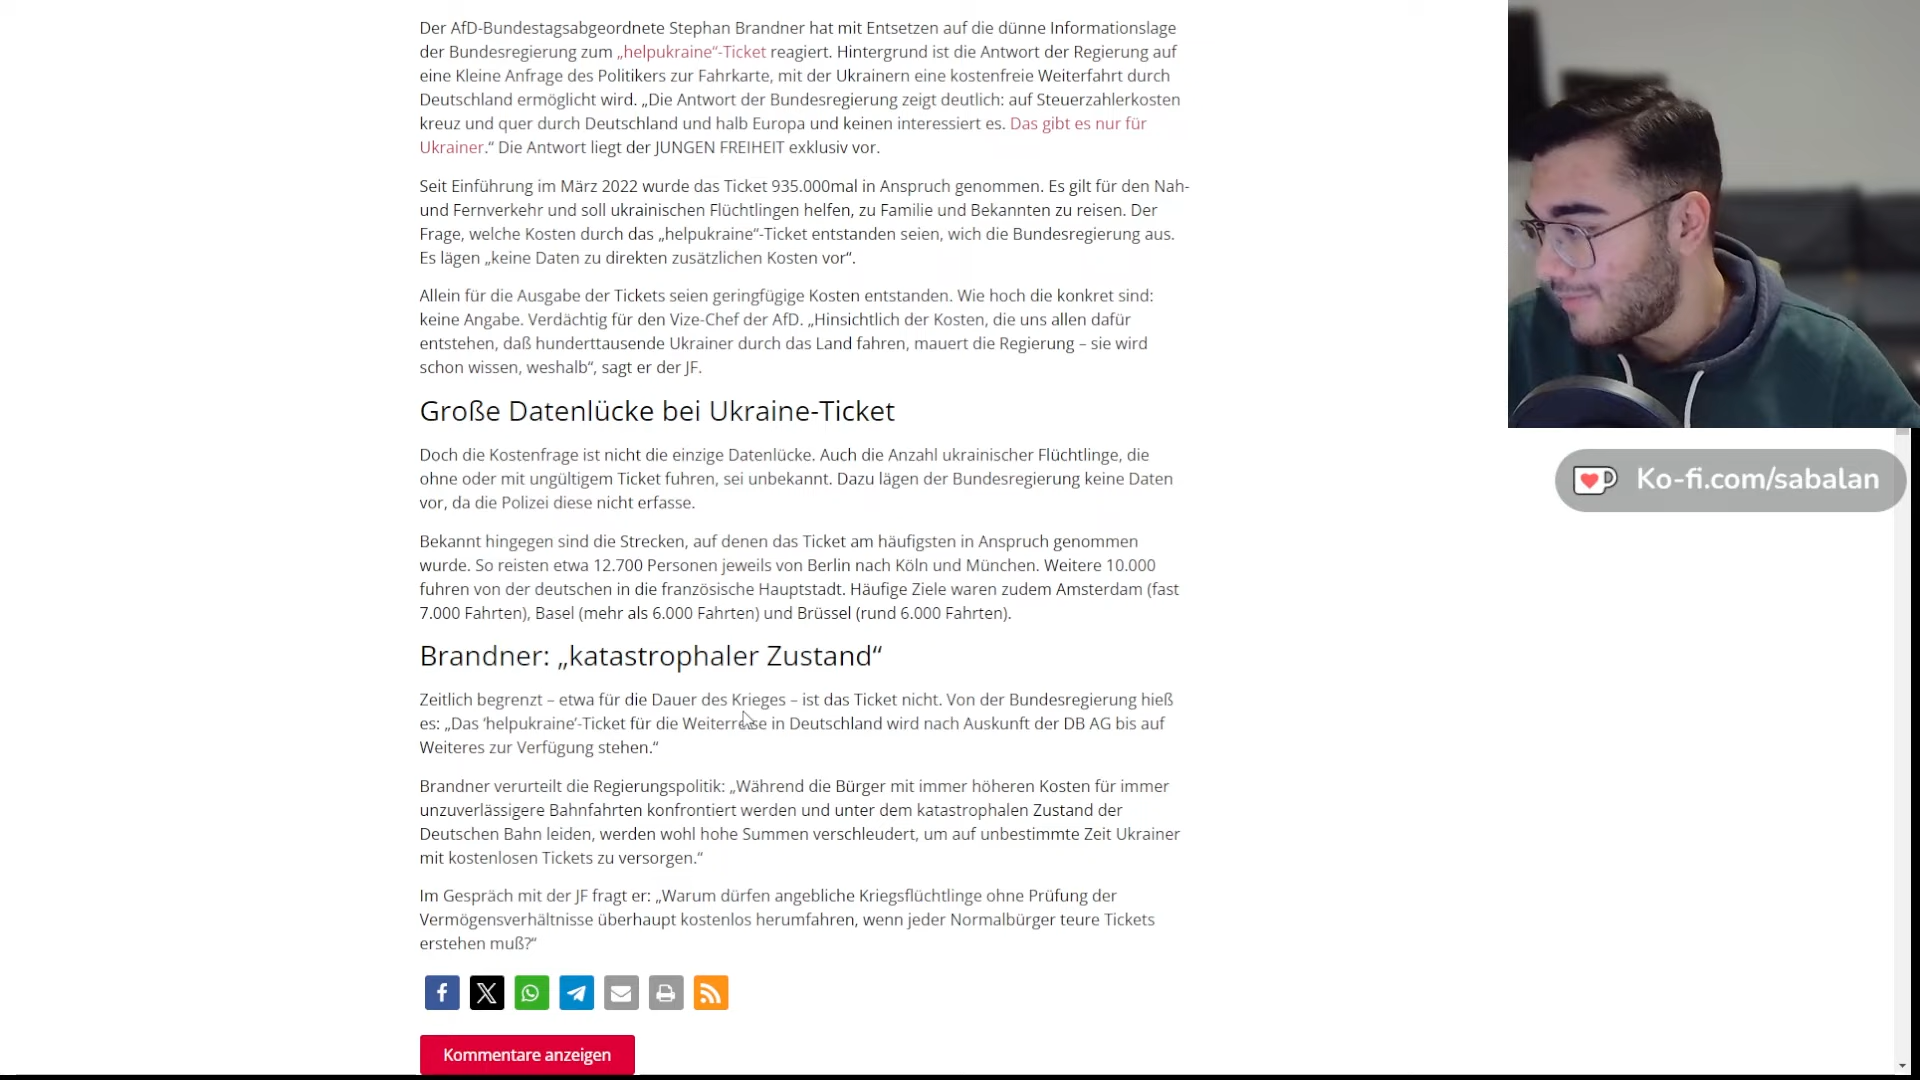 Der AfD-Bundestagsabgeordnete Stephan Brandner hat mit Entsetzen auf die dünne Informationslage
der Bundesregierung zum „helpukraine“-Ticket reagiert. Hintergrund ist die Antwort der Regierung auf
eine Kleine Anfrage des Politikers zur Fahrkarte, mit der Ukrainern eine kostenfreie Weiterfahrt durch
Deutschland ermöglicht wird. „Die Antwort der Bundesregierung zeigt deutlich: auf Steuerzahlerkosten
kreuz und quer durch Deutschland und halb Europa und keinen interessiert es. Das gibt es nur für
Ukrainer.“ Die Antwort liegt der JUNGEN FREIHEIT exklusiv vor.
Seit Einführung im März 2022 wurde das Ticket 935.000mal in Anspruch genommen. Es gilt für den Nah-
und Fernverkehr und soll ukrainischen Flüchtlingen helfen, zu Familie und Bekannten zu reisen. Der
Frage, welche Kosten durch das „helpukraine“-Ticket entstanden seien, wich die Bundesregierung aus.
Es lägen „keine Daten zu direkten zusätzlichen Kosten vor“.
Allein für die Ausgabe der Tickets seien geringfügige Kosten entstanden. Wie hoch die konkret sind:
keine Angabe. Verdächtig für den Vize-Chef der AfD. „Hinsichtlich der Kosten, die uns allen dafür
entstehen, daß hunderttausende Ukrainer durch das Land fahren, mauert die Regierung – sie wird
schon wissen, weshalb“, sagt er der JF.
Große Datenlücke bei Ukraine-Ticket
Doch die Kostenfrage ist nicht die einzige Datenlücke. Auch die Anzahl ukrainischer Flüchtlinge, die
ohne oder mit ungültigem Ticket fuhren, sei unbekannt. Dazu lägen der Bundesregierung keine Daten
vor, da die Polizei diese nicht erfasse.
Bekannt hingegen sind die Strecken, auf denen das Ticket am häufigsten in Anspruch genommen
wurde. So reisten etwa 12.700 Personen jeweils von Berlin nach Köln und München. Weitere 10.000
fuhren von der deutschen in die französische Hauptstadt. Häufige Ziele waren zudem Amsterdam (fast
7.000 Fahrten), Basel (mehr als 6.000 Fahrten) und Brüssel (rund 6.000 Fahrten).
Brandner: „katastrophaler Zustand“
Zeitlich begrenzt – etwa für die Dauer des Krieges – ist das Ticket nicht. Von der Bundesregierung hieß
es: „Das ‘helpukraine’-Ticket für die Weiterreise in Deutschland wird nach Auskunft der DB AG bis auf
Weiteres zur Verfügung stehen.“
Brandner verurteilt die Regierungspolitik: „Während die Bürger mit immer höheren Kosten für immer
unzuverlässigere Bahnfahrten konfrontiert werden und unter dem katastrophalen Zustand der
Deutschen Bahn leiden, werden wohl hohe Summen verschleudert, um auf unbestimmte Zeit Ukrainer
mit kostenlosen Tickets zu versorgen.“
Im Gespräch mit der JF fragt er: „Warum dürfen angebliche Kriegsflüchtlinge ohne Prüfung der
Vermögensverhältnisse überhaupt kostenlos herumfahren, wenn jeder Normalbürger teure Tickets
erstehen muß?“
Kommentare anzeigen
Ko-fi.com/sabalan